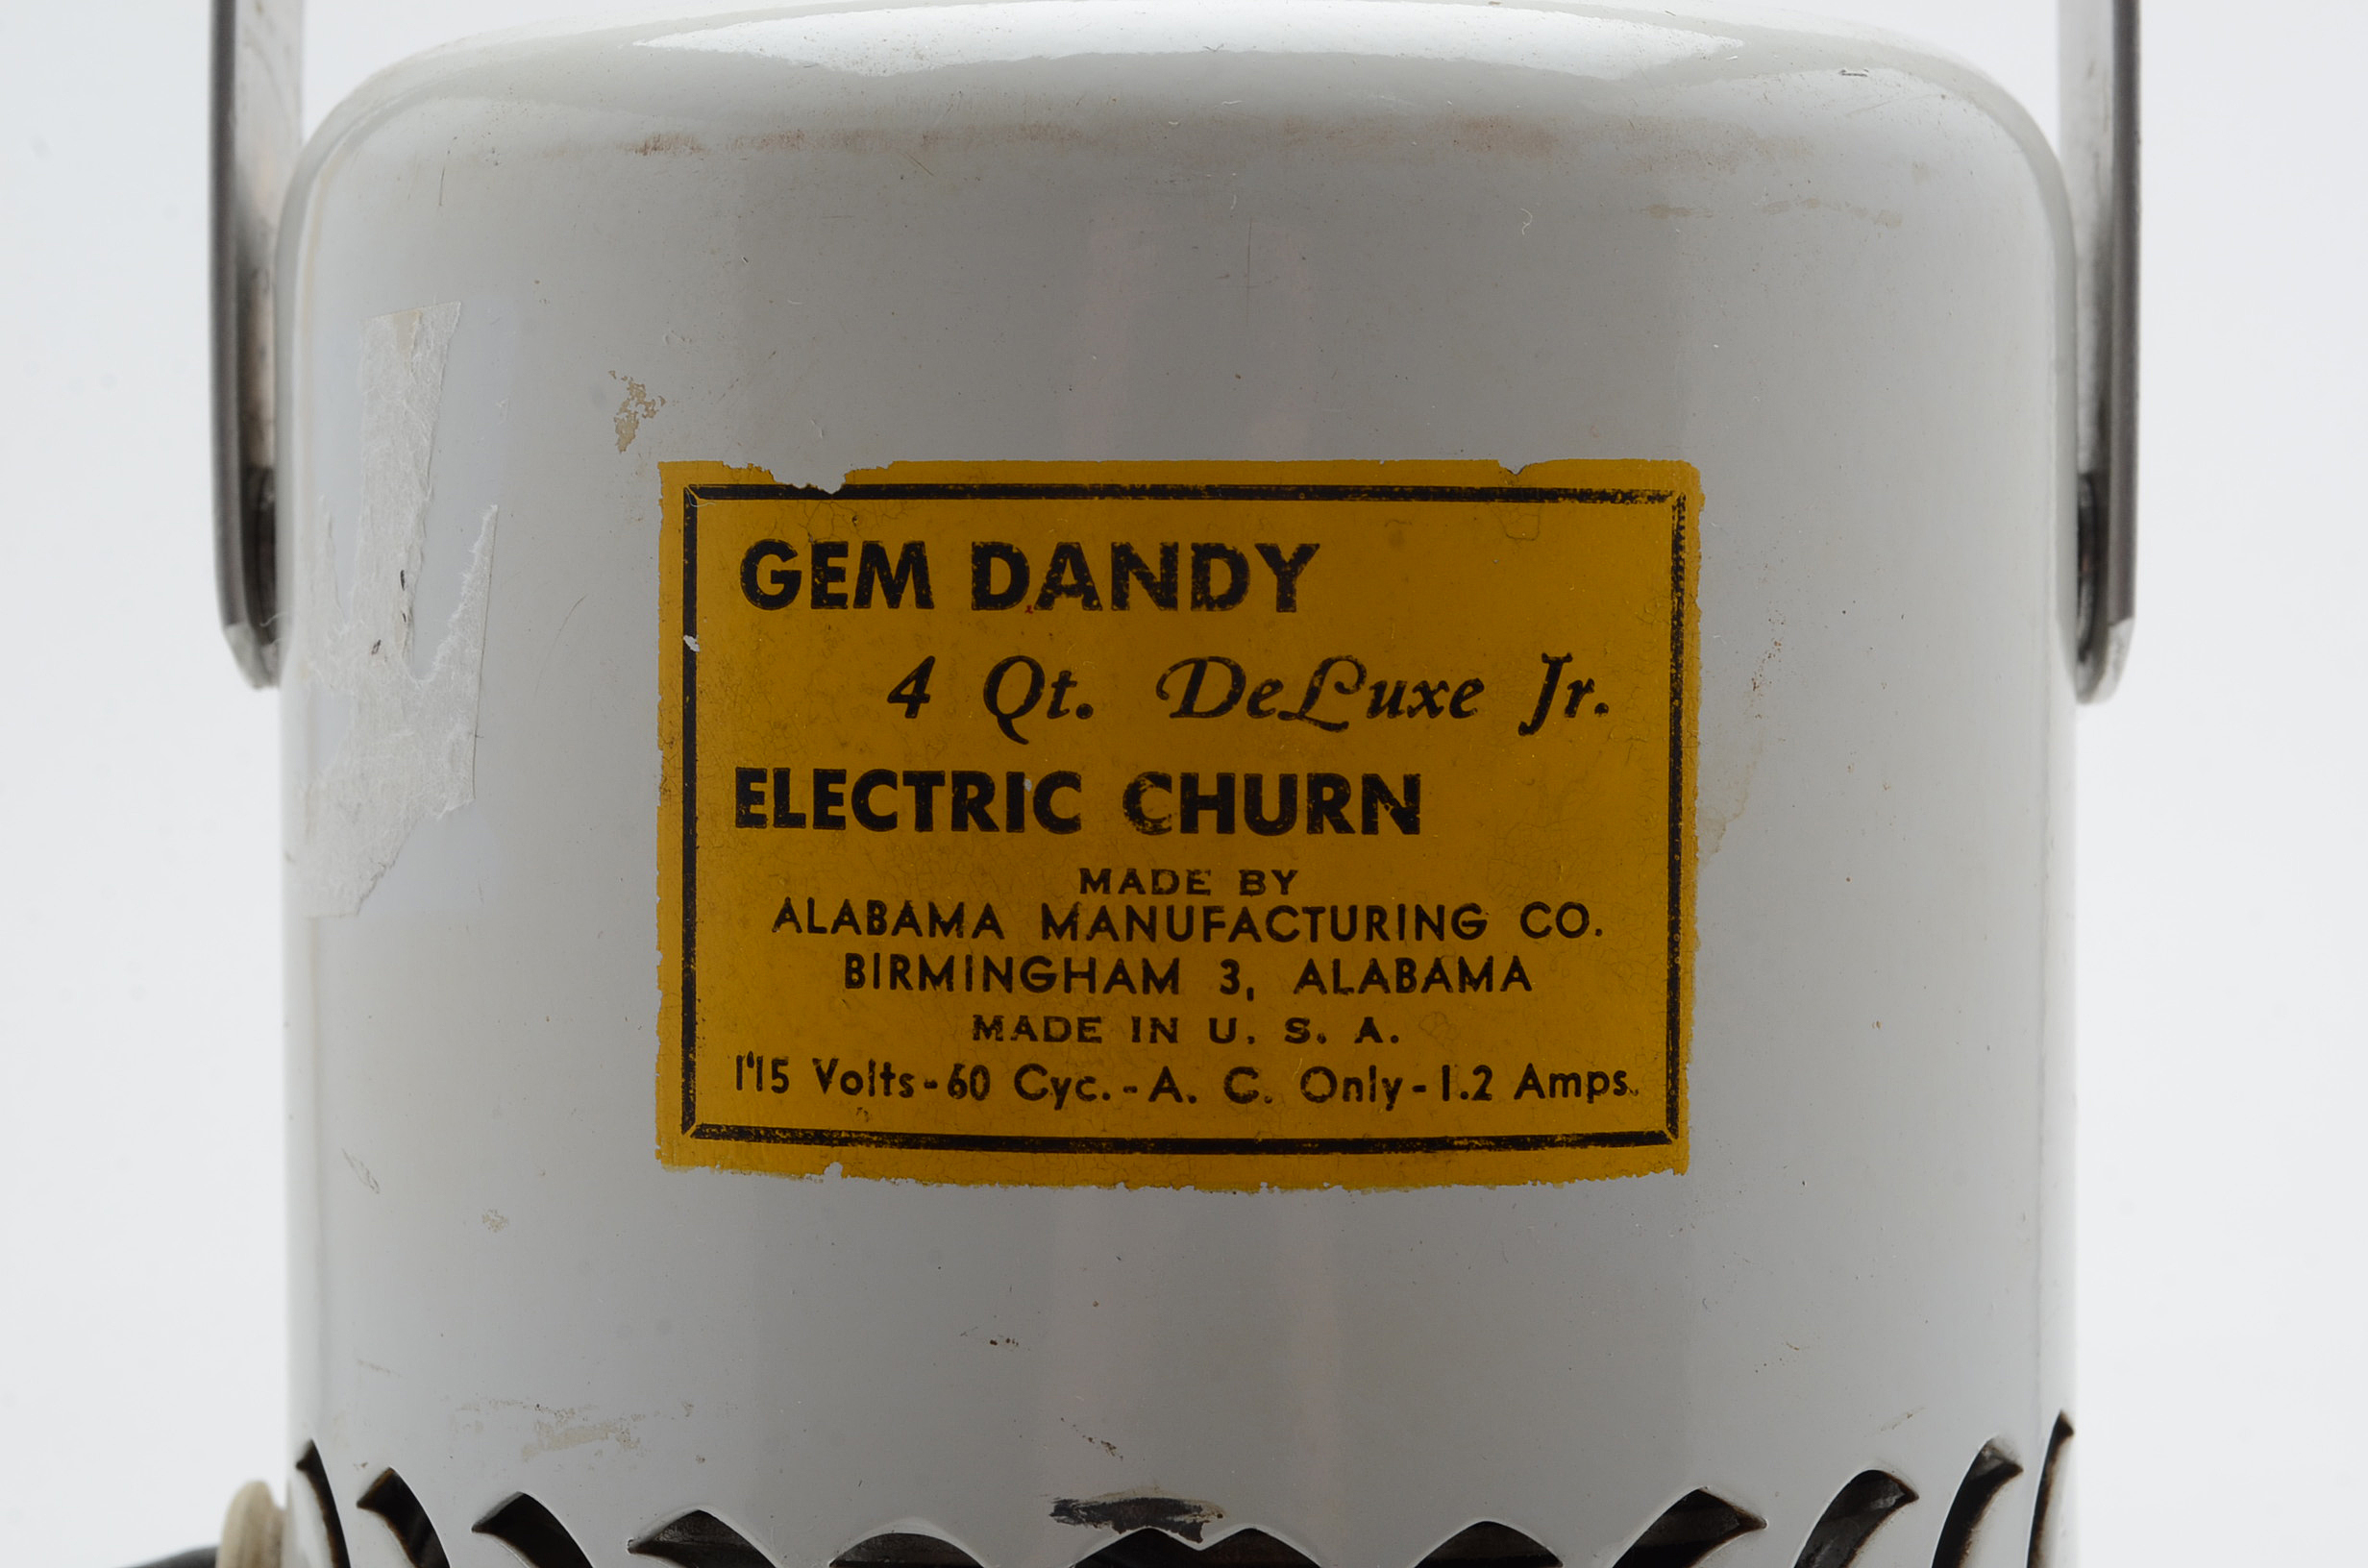 GEM DANDY
4 Qt. DeLuxe Jr.
ELECTRIC CHURN
MADE BY
ALABAMA MANUFACTURING CO.
BIRMINGHAM 3, ALABAMA
MADE IN U. S. A.
115 Volts-60 Cyc.-A. C. Only-1.2 Amps.